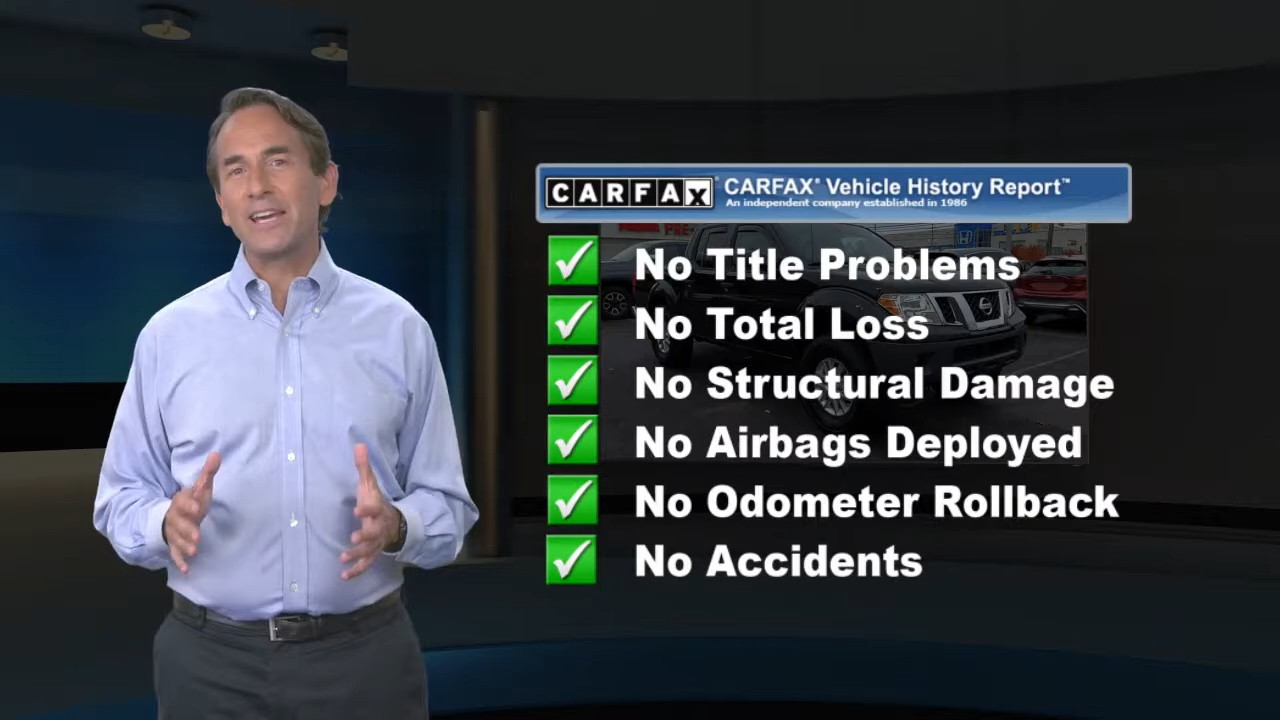 CARFAX
CARFAX® Vehicle History Report™
An independent company established in 1986
No Title Problems
No Total Loss
No Structural Damage
No Airbags Deployed
No Odometer Rollback
No Accidents